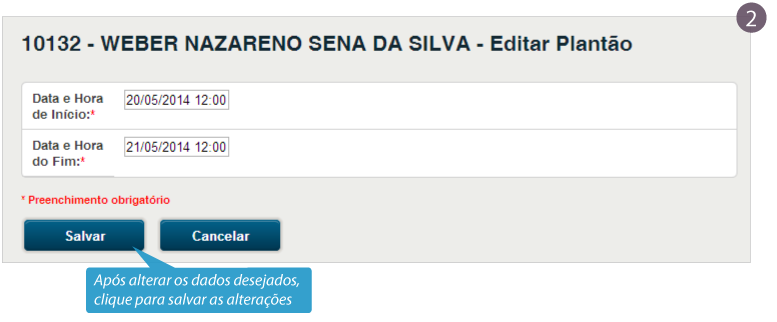 2
10132 - WEBER NAZARENO SENA DA SILVA - Editar Plantão
Data e Hora
de Início:*
20/05/2014 12:00
Data e Hora
do Fim:*
21/05/2014 12:00
* Preenchimento obrigatório
Salvar
Cancelar
Após alterar os dados desejados,
clique para salvar as alterações